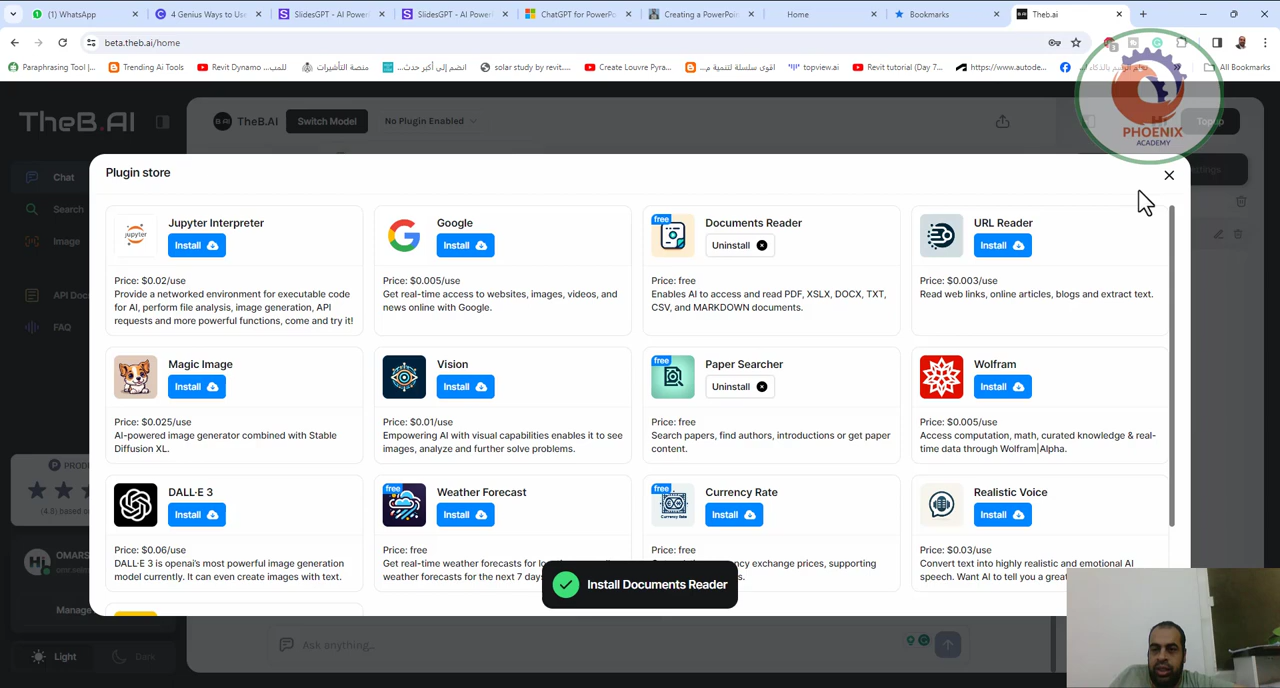 (1) WhatsApp
4 Genius Ways to Use
SlidesGPT - AI Power
SlidesGPT - AI Power
ChatGPT for PowerPo
Creating a PowerPoi
Home
Bookmarks
Theb.ai
beta.theb.ai/home
Paraphrasing Tool |...
Trending Ai Tools
Revit Dynamo ...للمب
منصة التأشيرات
solar study by revit....
Create Louvre Pyra...
topview.ai
Revit tutorial (Day 7...
https://www.autode...
All Bookmarks
TheB.AI
TheB.AI
Switch Model
No Plugin Enabled
Topup
Hi
PHOENIX
ACADEMY
Chat
Search
Image
API Doc
FAQ
Plugin store
Jupyter Interpreter
Install
Price: $0.02/use
Provide a networked environment for executable code
for AI, perform file analysis, image generation, API
requests and more powerful functions, come and try it!
Google
Install
Price: $0.005/use
Get real-time access to websites, images, videos, and
news online with Google.
free
Documents Reader
Uninstall
Price: free
Enables AI to access and read PDF, XSLX, DOCX, TXT,
CSV, and MARKDOWN documents.
URL Reader
Install
Price: $0.003/use
Read web links, online articles, blogs and extract text.
Magic Image
Install
Price: $0.025/use
AI-powered image generator combined with Stable
Diffusion XL.
Vision
Install
Price: $0.01/use
Empowering AI with visual capabilities enables it to see
images, analyze and further solve problems.
free
Paper Searcher
Uninstall
Price: free
Search papers, find authors, introductions or get paper
content.
Wolfram
Install
Price: $0.005/use
Access computation, math, curated knowledge & real-
time data through Wolfram|Alpha.
DALL·E 3
Install
Price: $0.06/use
DALL·E 3 is openai's most powerful image generation
model currently. It can even create images with text.
free
Weather Forecast
Install
Price: free
Get real-time weather forecasts for lo
weather forecasts for the next 7 days
free
Currency Rate
Install
Price: free
ency exchange prices, supporting
Realistic Voice
Install
Price: $0.03/use
Convert text into highly realistic and emotional AI
speech. Want AI to tell you a grea
Install Documents Reader
PROD
OMARS
Manage
Light
Dark
Ask anything...